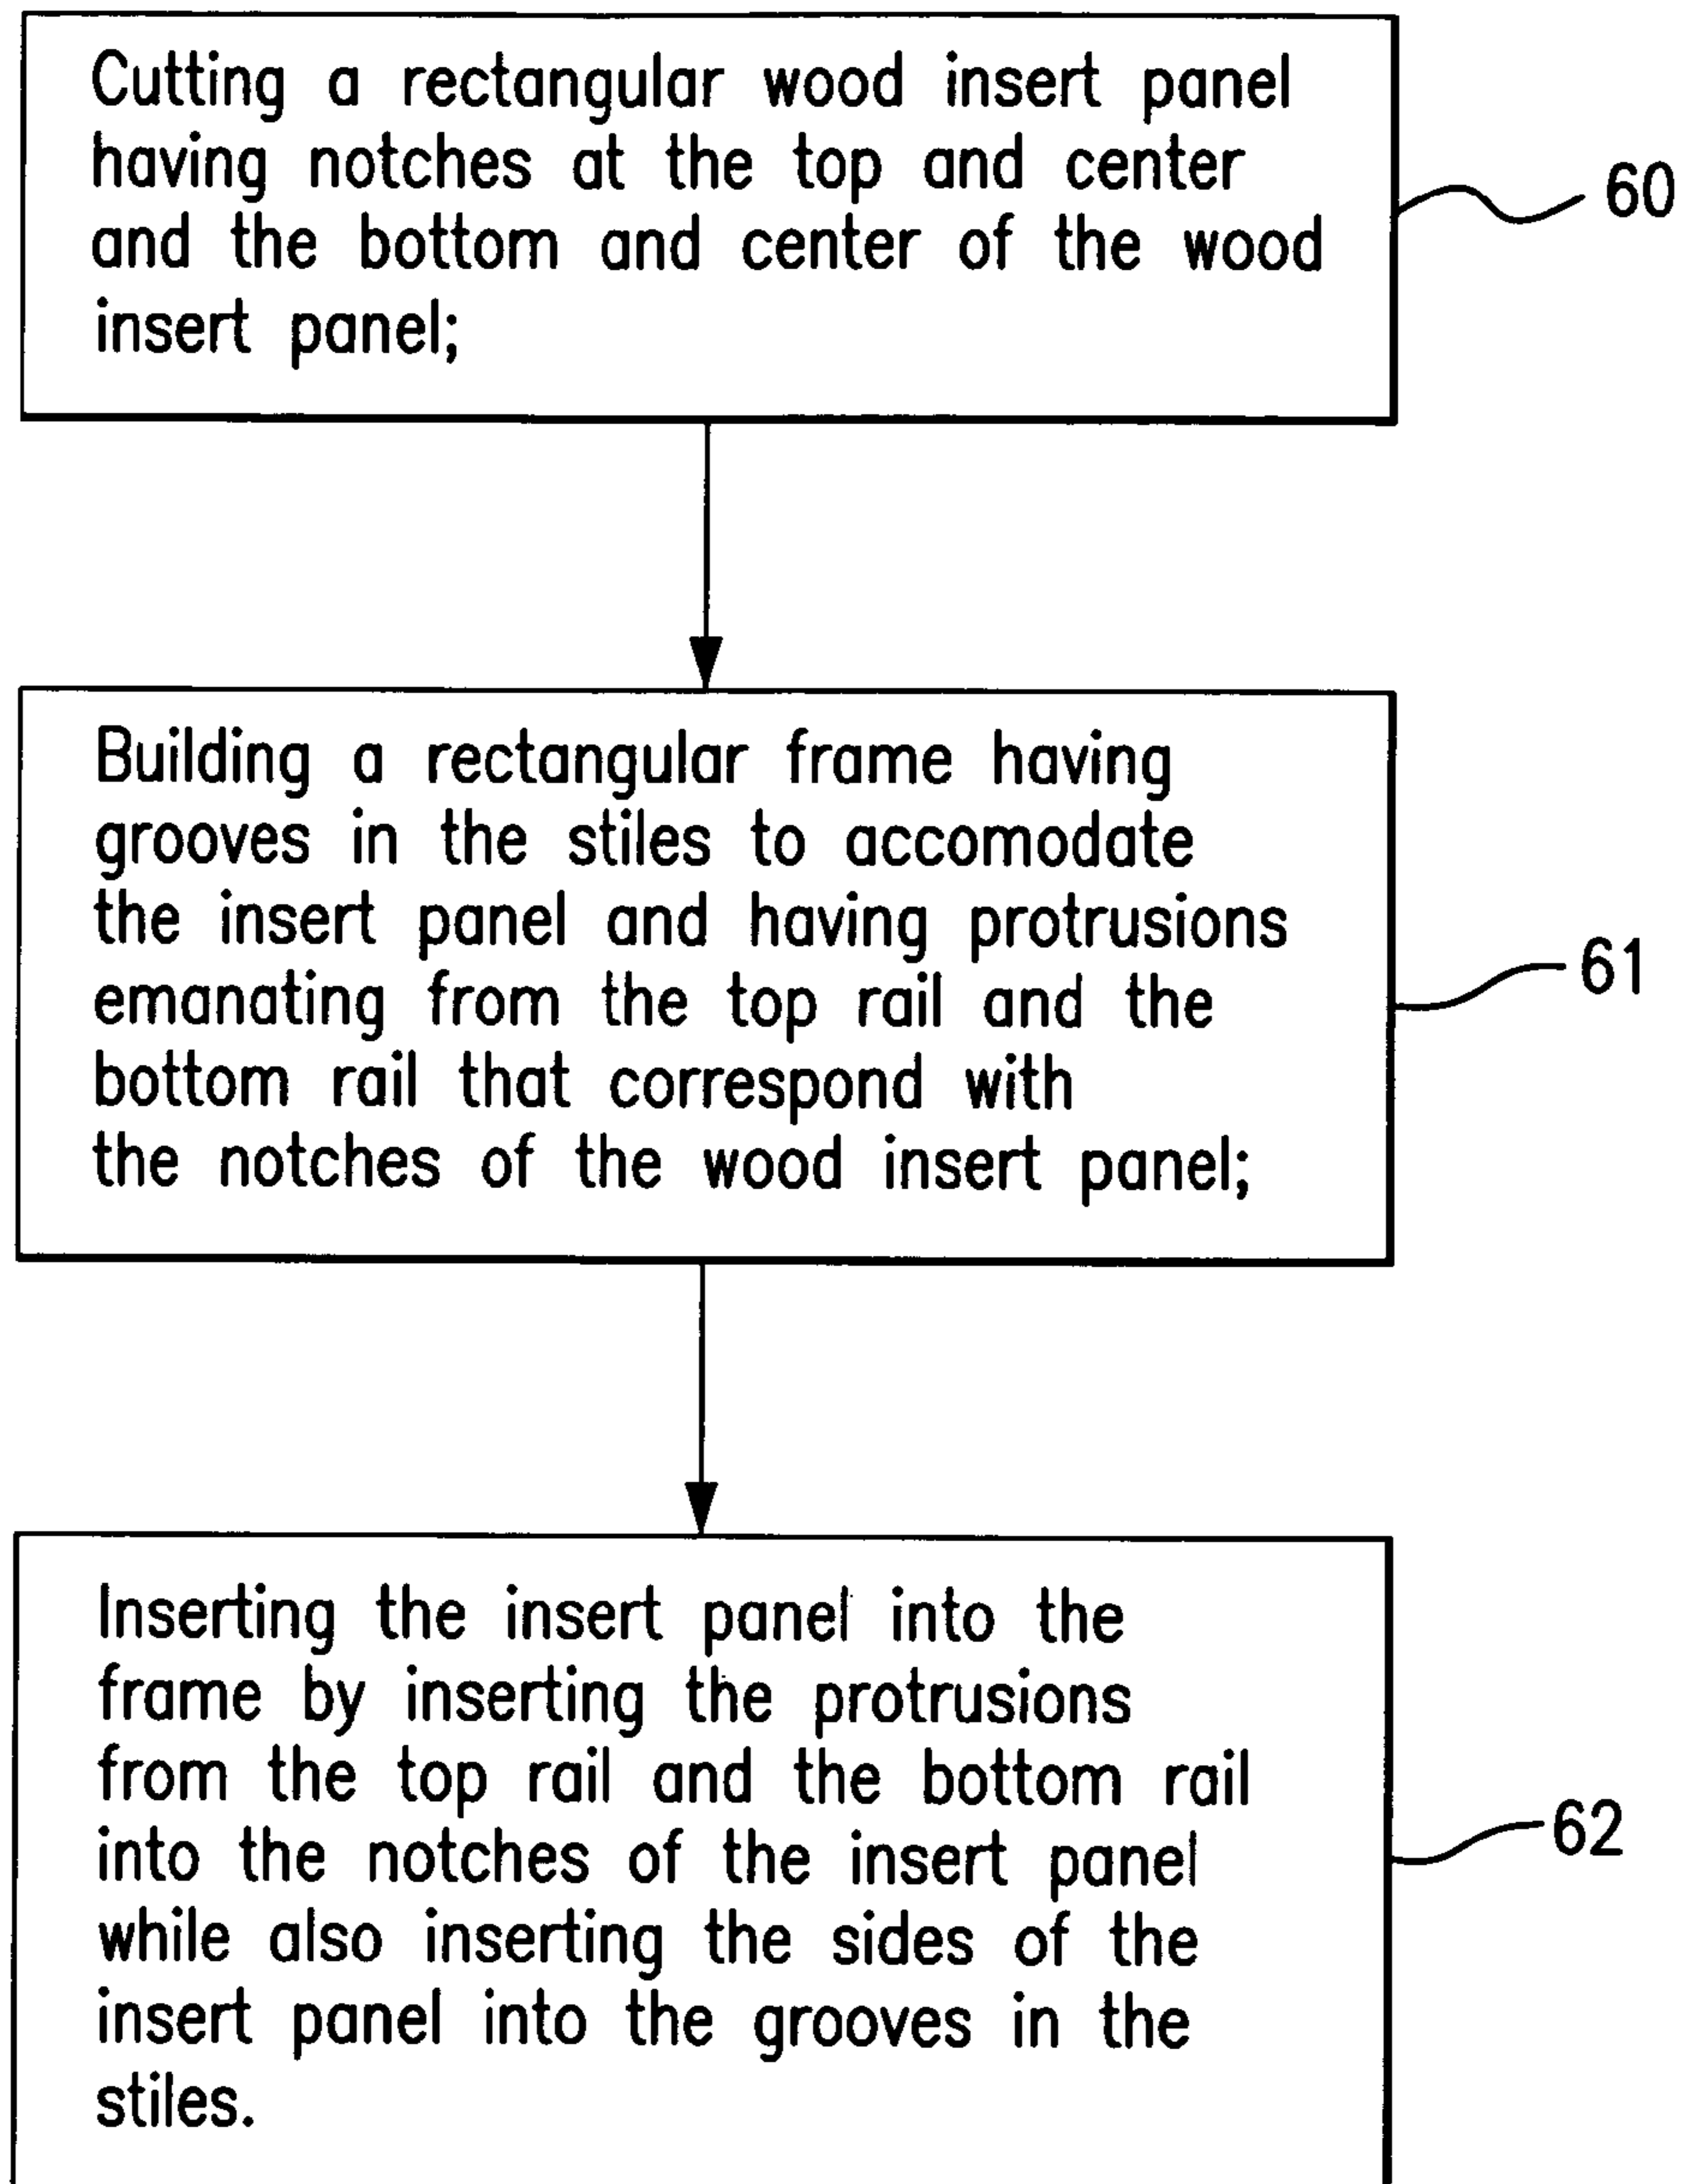 Cutting a rectangular wood insert panel
having notches at the top and center
and the bottom and center of the wood
insert panel;
60
Building a rectangular frame having
grooves in the stiles to accomodate
the insert panel and having protrusions
emanating from the top rail and the
bottom rail that correspond with
the notches of the wood insert panel;
61
Inserting the insert panel into the
frame by inserting the protrusions
from the top rail and the bottom rail
into the notches of the insert panel
while also inserting the sides of the
insert panel into the grooves in the
stiles.
62